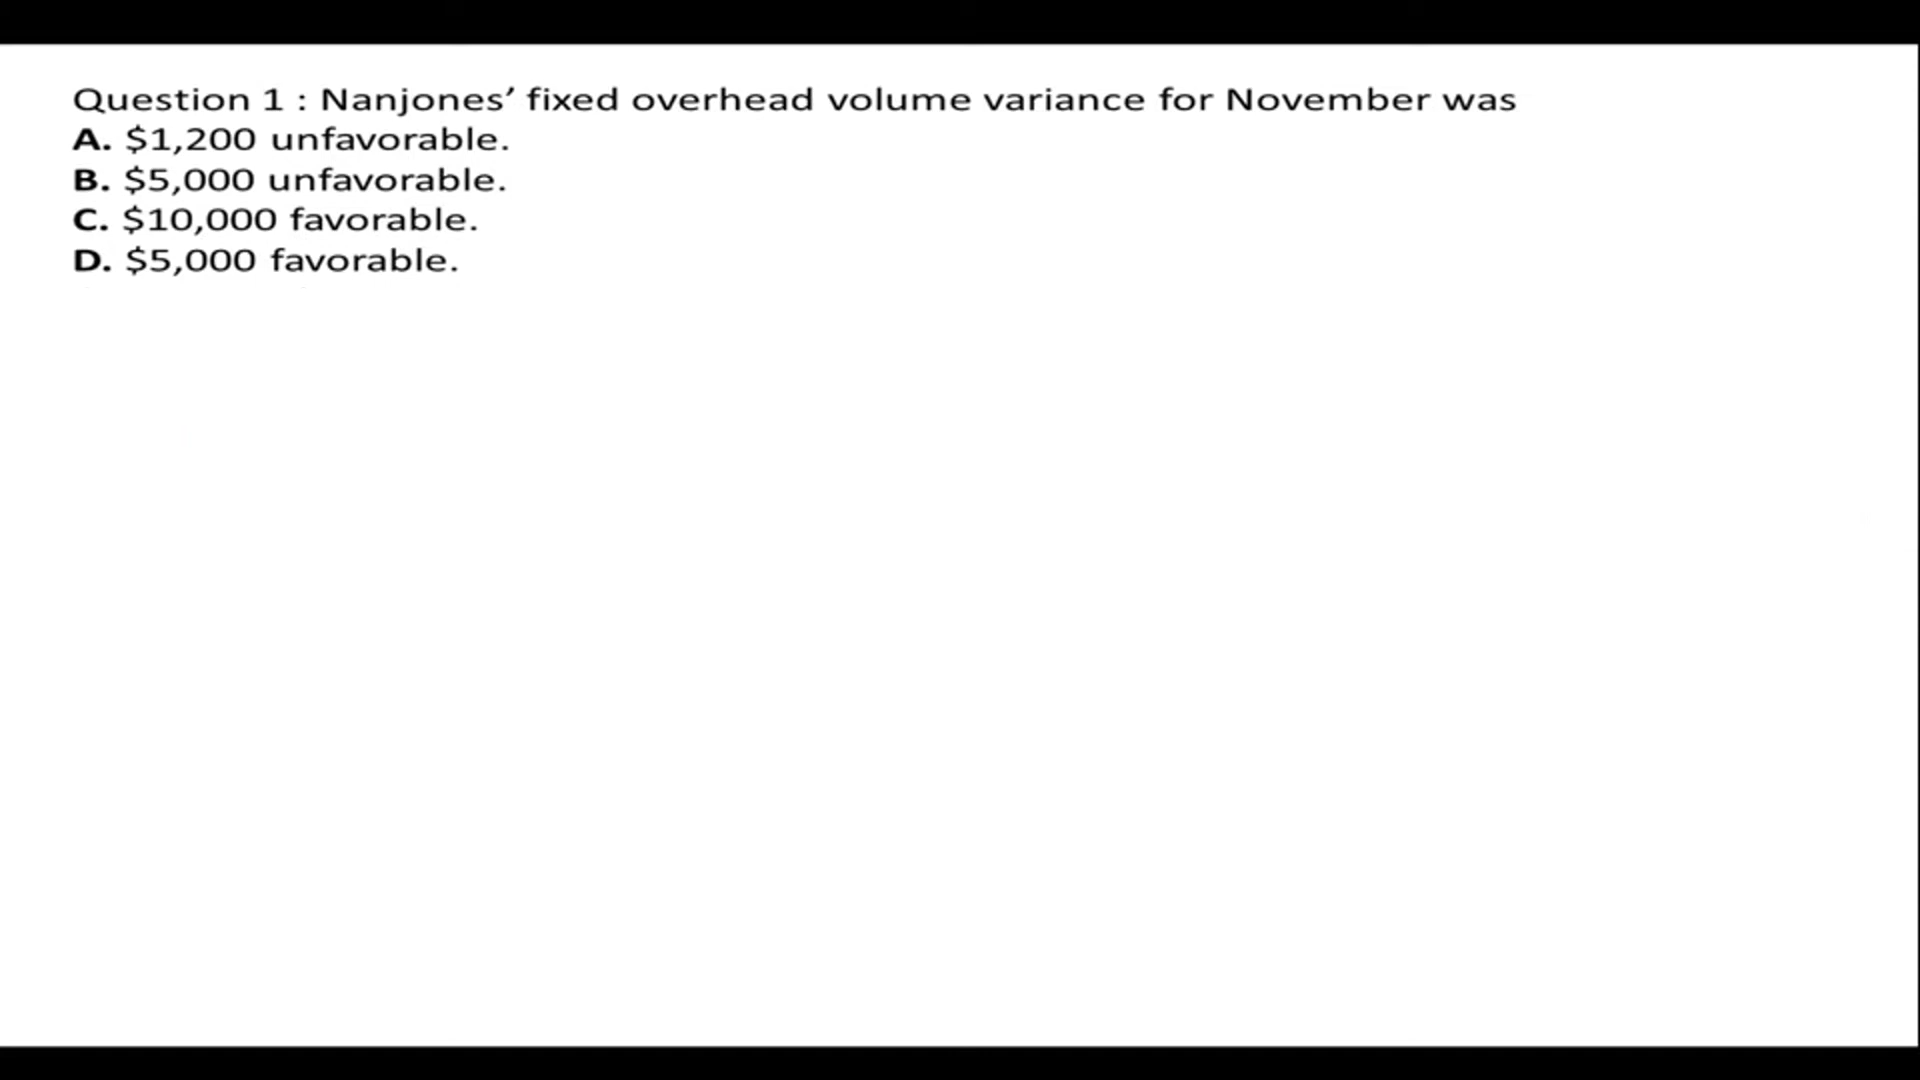 Question 1 : Nanjones’ fixed overhead volume variance for November was
A. $1,200 unfavorable.
B. $5,000 unfavorable.
C. $10,000 favorable.
D. $5,000 favorable.